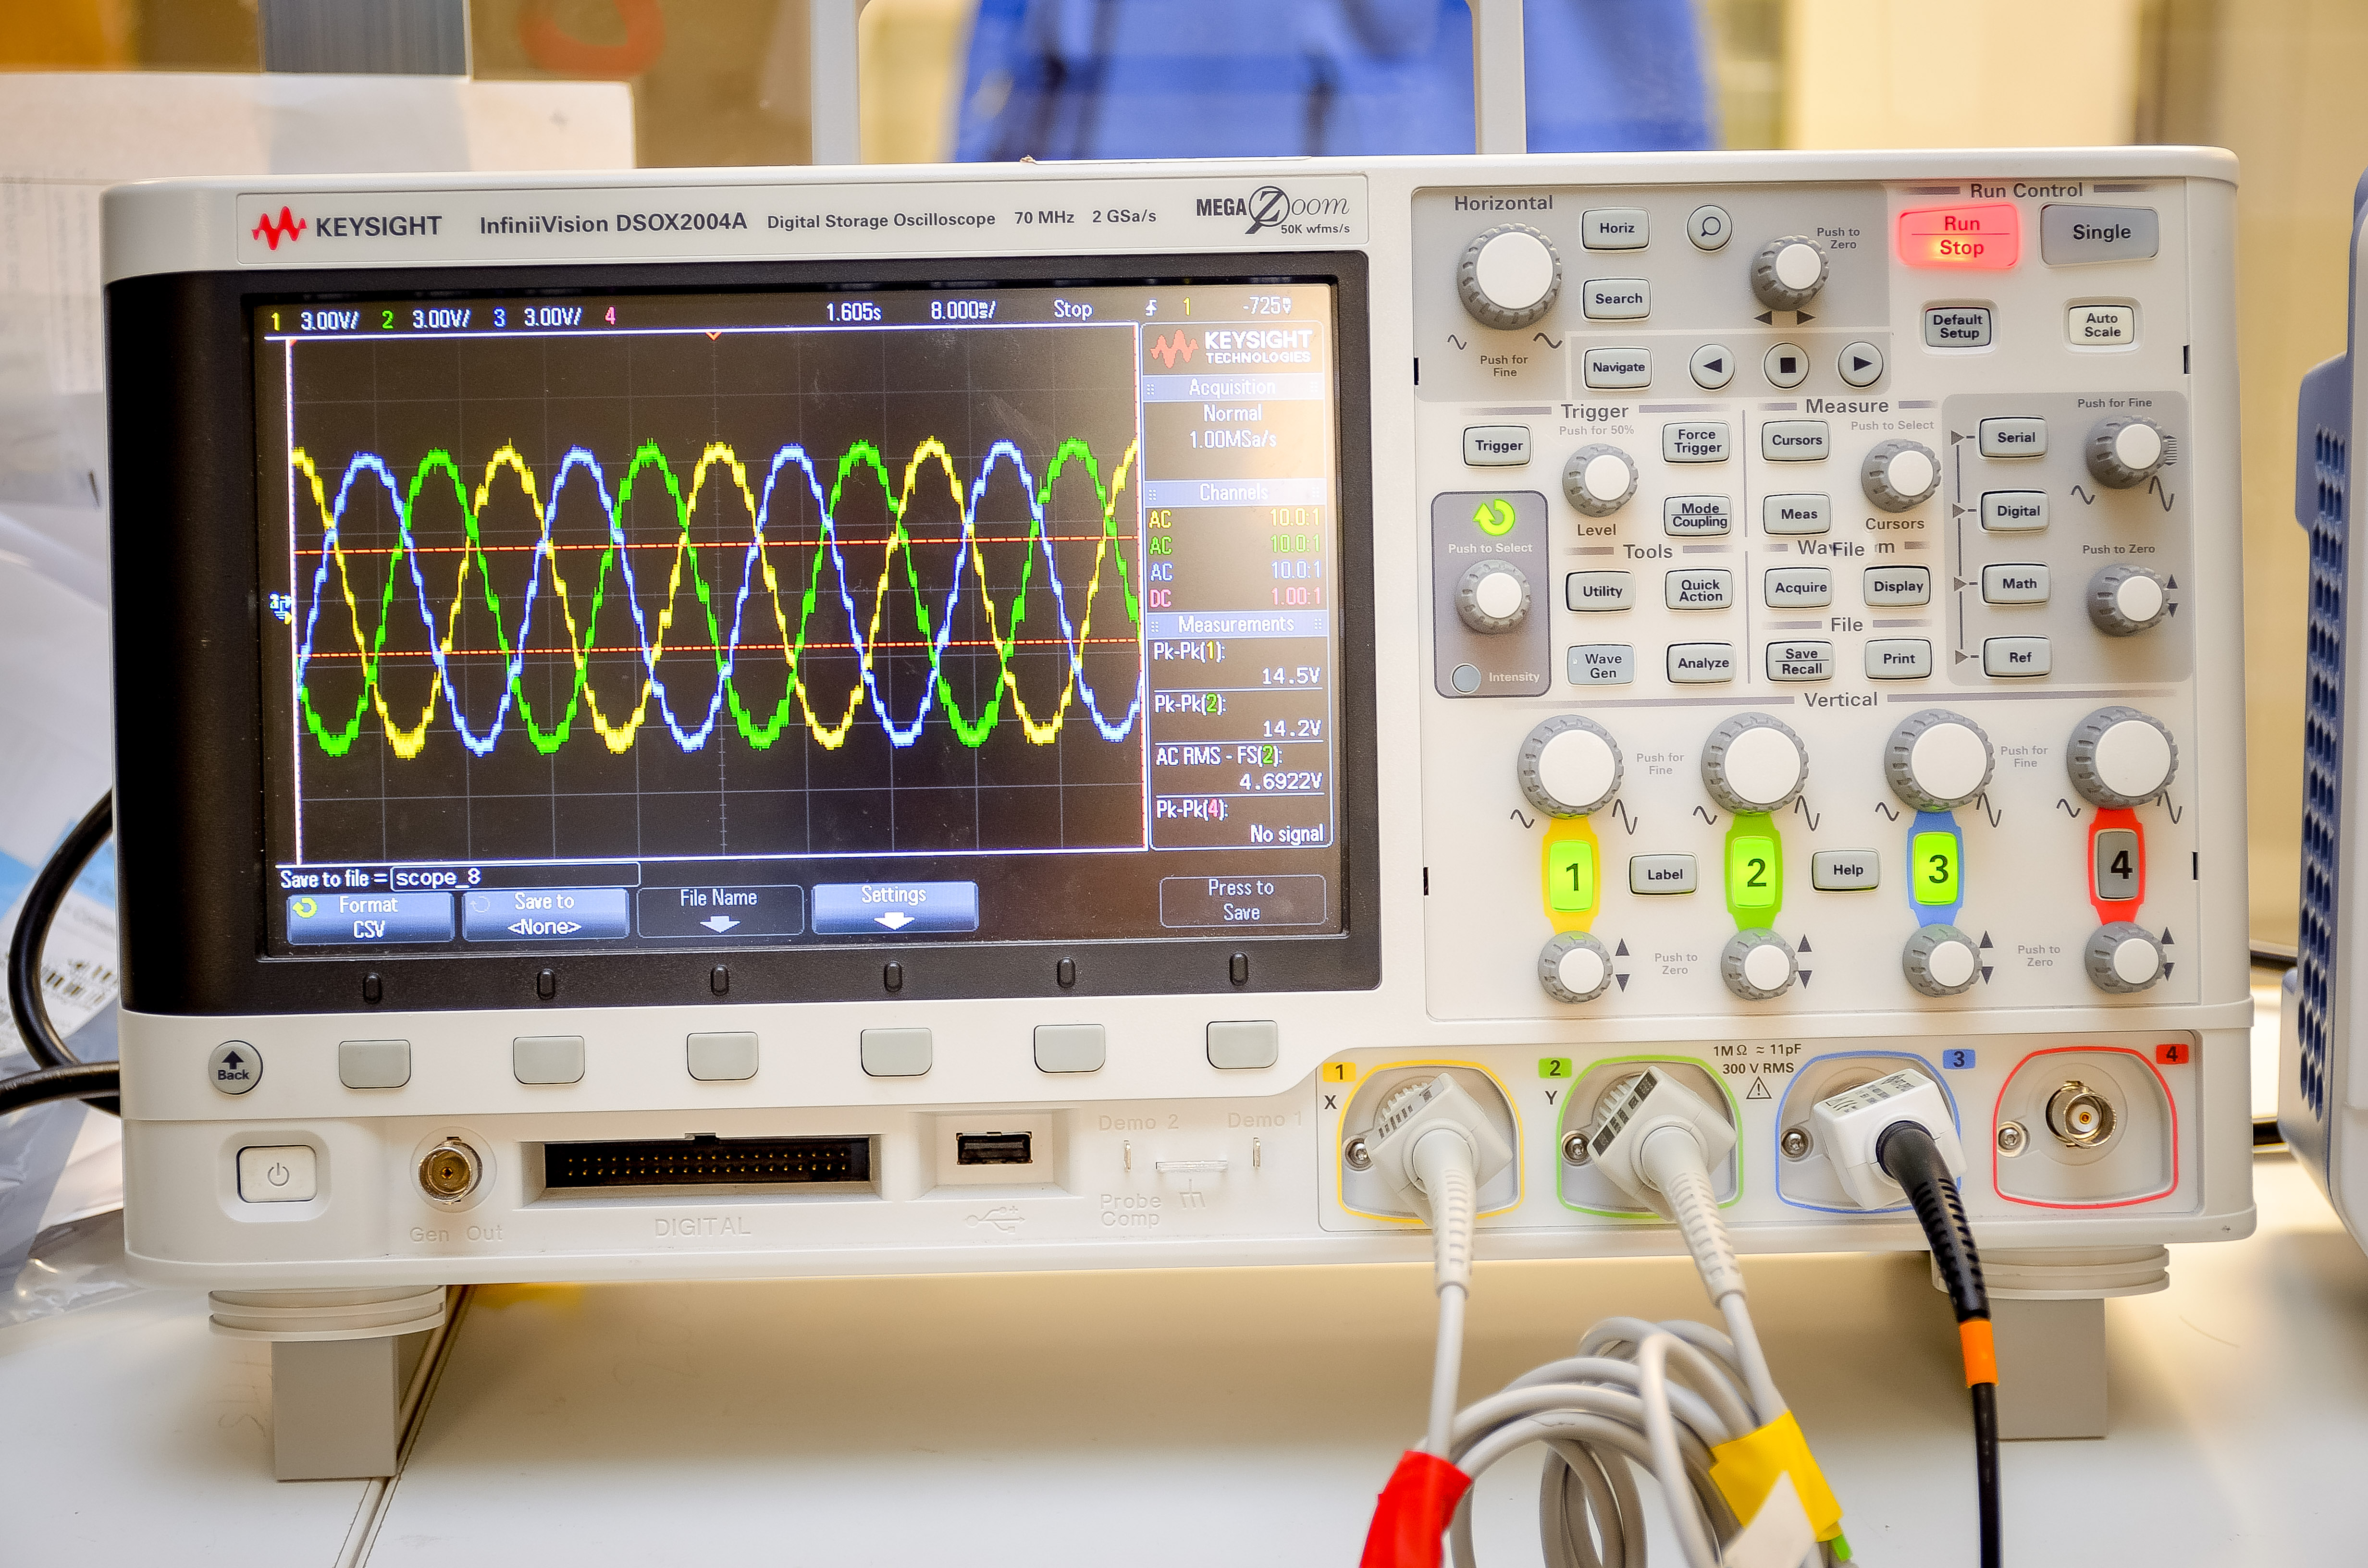 KEYSIGHT InfiniiVision DSOX2004A Digital Storage Oscilloscope 70 MHz 2 GSa/s MEGA Zoom
50K wfms/s
1 3.00V/ 2 3.00V/ 3 3.00V/ 4 1.605s 8.000ms/ Stop 1 -725mV
KEYSIGHT
TECHNOLOGIES
Acquisition
Normal
1.00MSa/s
Channels
AC 10.0:1
AC 10.0:1
AC 10.0:1
DC 1.00:1
Measurements
Pk-Pk(1):
14.5V
Pk-Pk(2):
14.2V
AC RMS - FS(2):
4.6922V
Pk-Pk(4):
No signal
Save to file = scope_8
Format
CSV
Save to
<None>
File Name
Settings
Press to
Save
Back
Gen Out
DIGITAL
Demo 2
Demo 1
Probe
Comp
Horizontal
Horiz
Search
Navigate
Push for
Fine
Push to
Zero
Run Control
Run
Stop
Single
Default
Setup
Auto
Scale
Trigger
Push for 50%
Trigger
Force
Trigger
Mode
Coupling
Level
Measure
Push to Select
Cursors
Meas
Cursors
Push to Select
Intensity
Tools
Utility
Quick
Action
Wave
Gen
Analyze
File
Acquire
Display
File
Save
Recall
Print
Push for Fine
Serial
Digital
Push to Zero
Math
Ref
Vertical
Push for
Fine
Push for
Fine
1
Label
2
Help
3
4
Push to
Zero
Push to
Zero
1
X
2
Y
1MΩ ≈ 11pF
300 V RMS
3
4